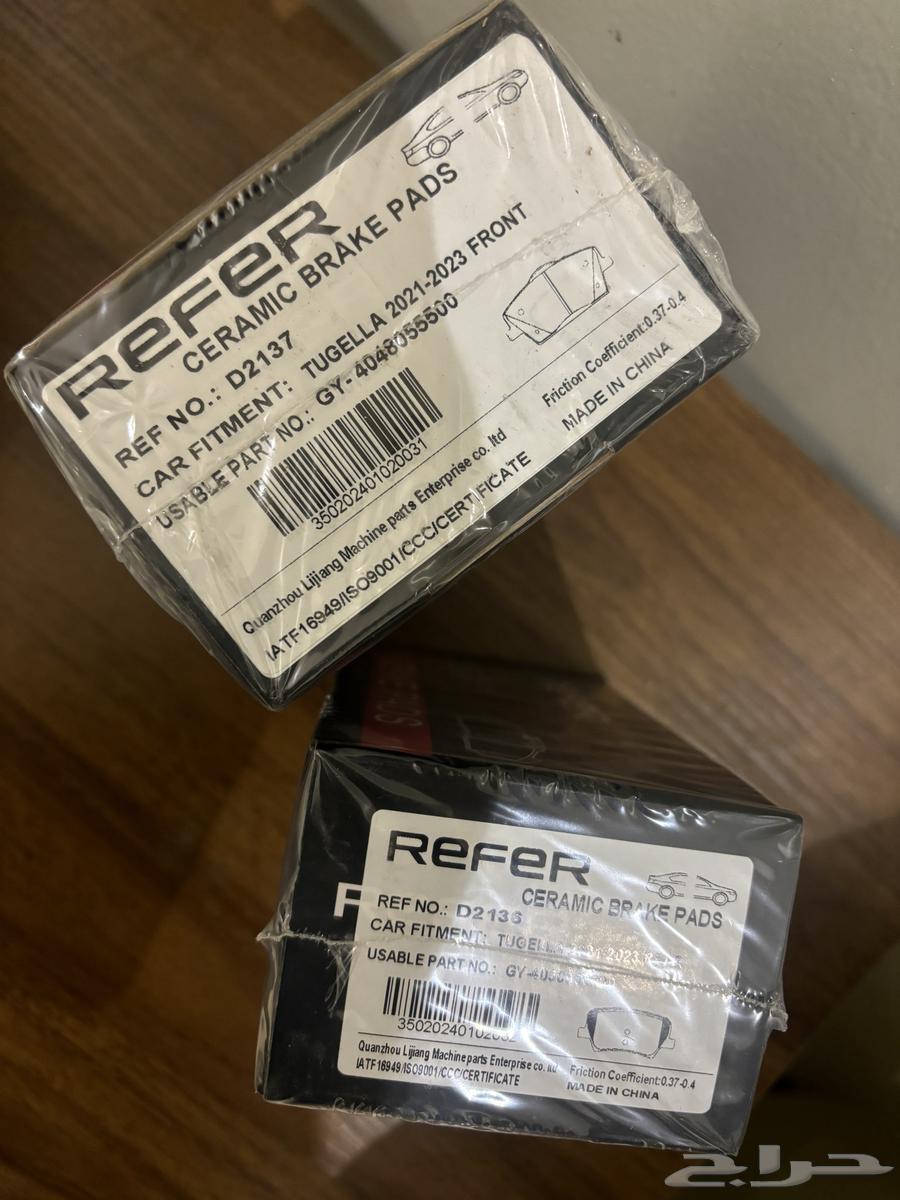 REFER
CERAMIC BRAKE PADS
REF NO.: D2137
CAR FITMENT: TUGELLA 2021-2023 FRONT
USABLE PART NO.: GY-4048055500
350202401020031
Friction Coefficient:0.37-0.4
MADE IN CHINA
Quanzhou Lijiang Machine parts Enterprise co. ltd
IATF16949/ISO9001/CCC/CERTIFICATE
REFER
CERAMIC BRAKE PADS
REF NO.: D2136
CAR FITMENT: TUGELLA
USABLE PART NO.:
Quanzhou Lijiang Machine parts Enterprise co. ltd
IATF16949/ISO9001/CCC/CERTIFICATE
Friction Coefficient:0.37-0.4
MADE IN CHINA
حراج